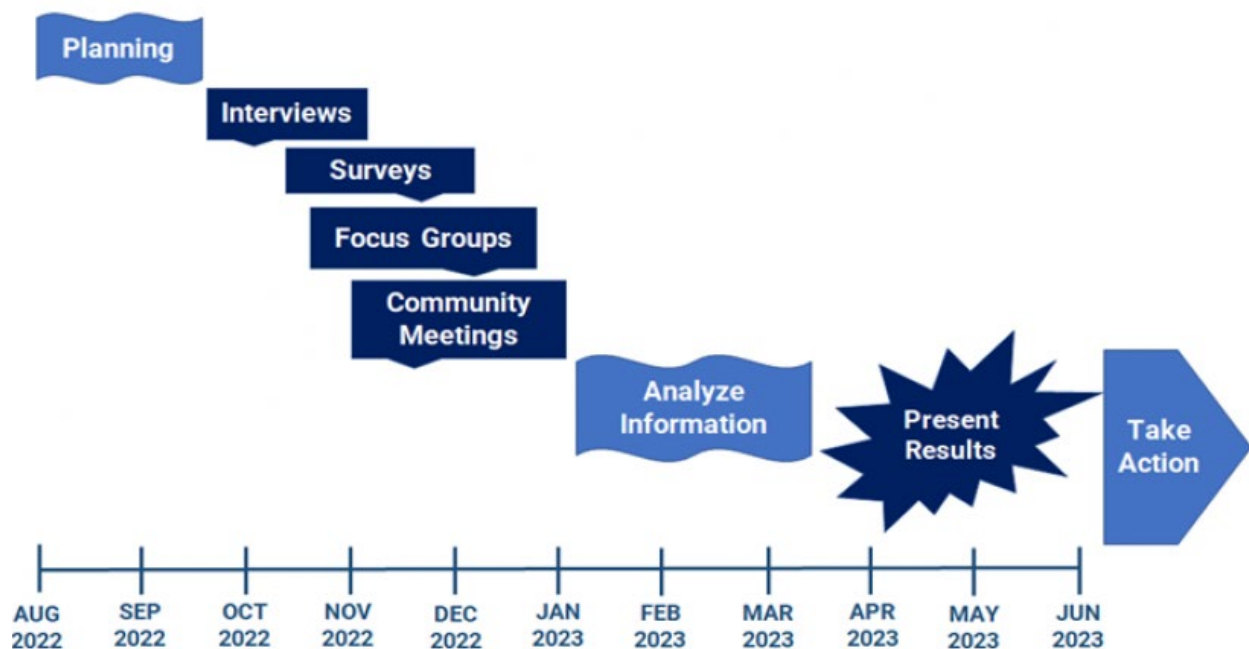 Planning
Interviews
Surveys
Focus Groups
Community
Meetings
Analyze
Information
Present
Results
Take
Action
AUG
2022
SEP
2022
OCT
2022
NOV
2022
DEC
2022
JAN
2023
FEB
2023
MAR
2023
APR
2023
MAY
2023
JUN
2023